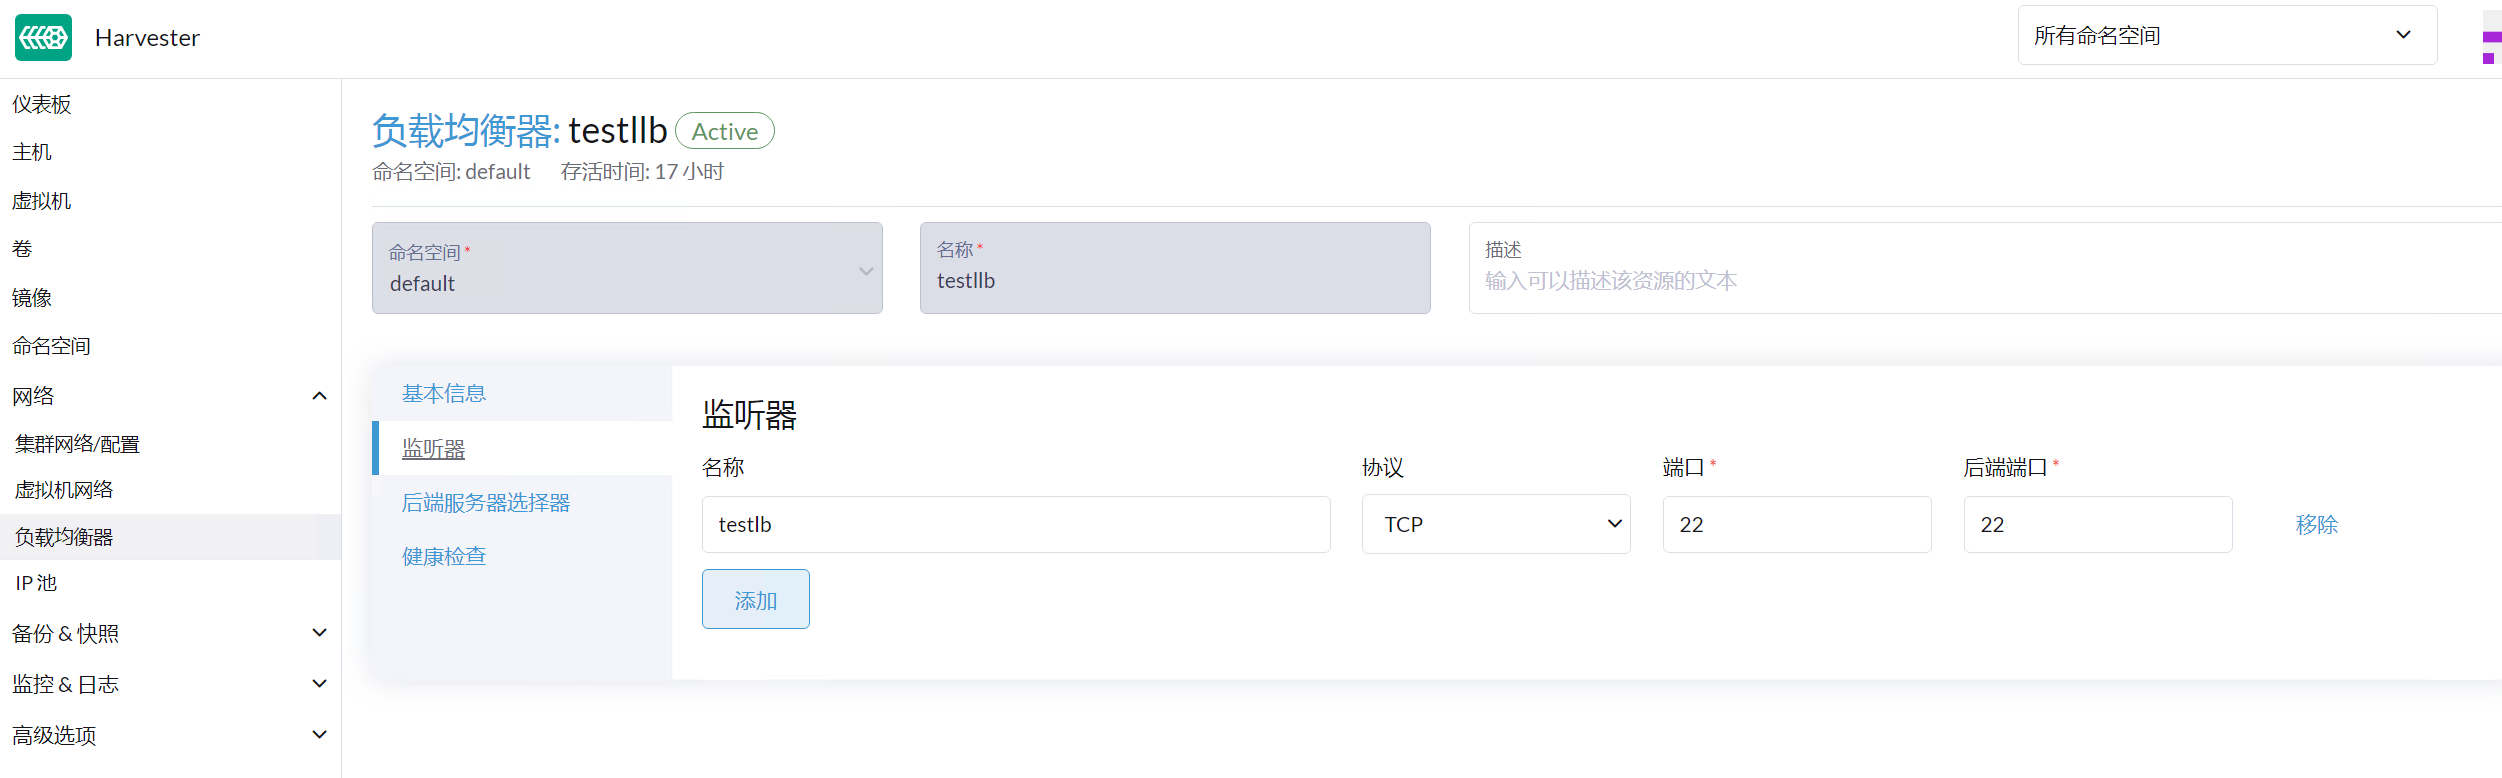 Harvester
所有命名空间
仪表板
主机
虚拟机
卷
镜像
命名空间
网络
集群网络/配置
虚拟机网络
负载均衡器
IP 池
备份 & 快照
监控 & 日志
高级选项
负载均衡器: testllb Active
命名空间: default 存活时间: 17 小时
命名空间 *
default
名称 *
testllb
描述
输入可以描述该资源的文本
基本信息
监听器
后端服务器选择器
健康检查
监听器
名称 协议 端口 * 后端端口 *
testlb TCP 22 22 移除
添加